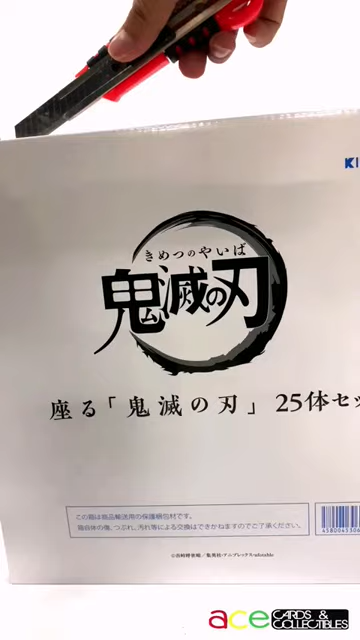 KI
きめつのやいば
鬼滅の刃
座る「鬼滅の刃」 25体セッ
この箱は商品輸送用の保護梱包材です。
箱自体の傷、つぶれ、汚れ等による交換はできかねますのでご了承ください。
©吾峠呼世晴/集英社・アニプレックス・ufotable
ace CARDS & COLLECTIBLES